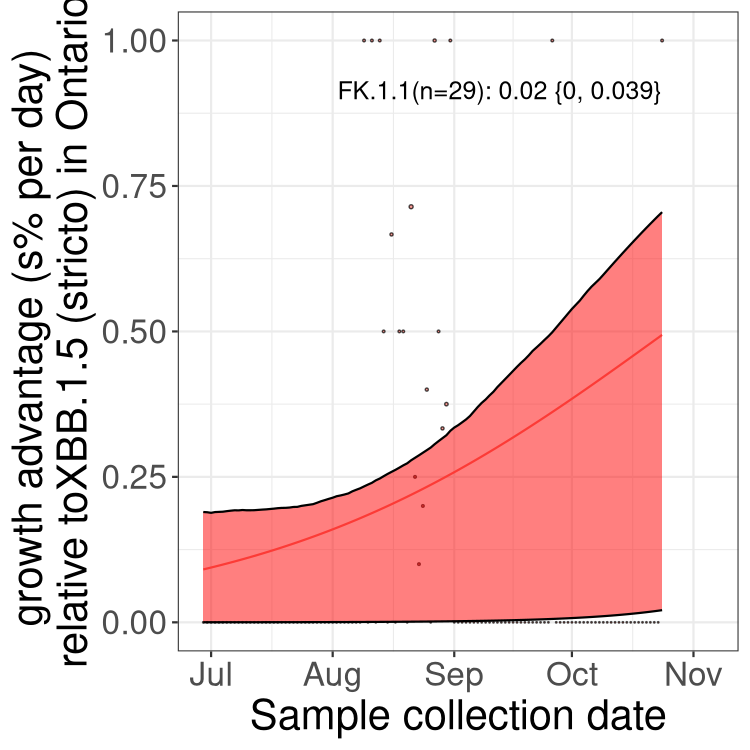 growth advantage (s% per day)
relative toXBB.1.5 (stricto) in Ontario
1.00
FK.1.1(n=29): 0.02 {0, 0.039}
0.75
0.50
0.25
0.00
Jul Aug Sep Oct Nov
Sample collection date